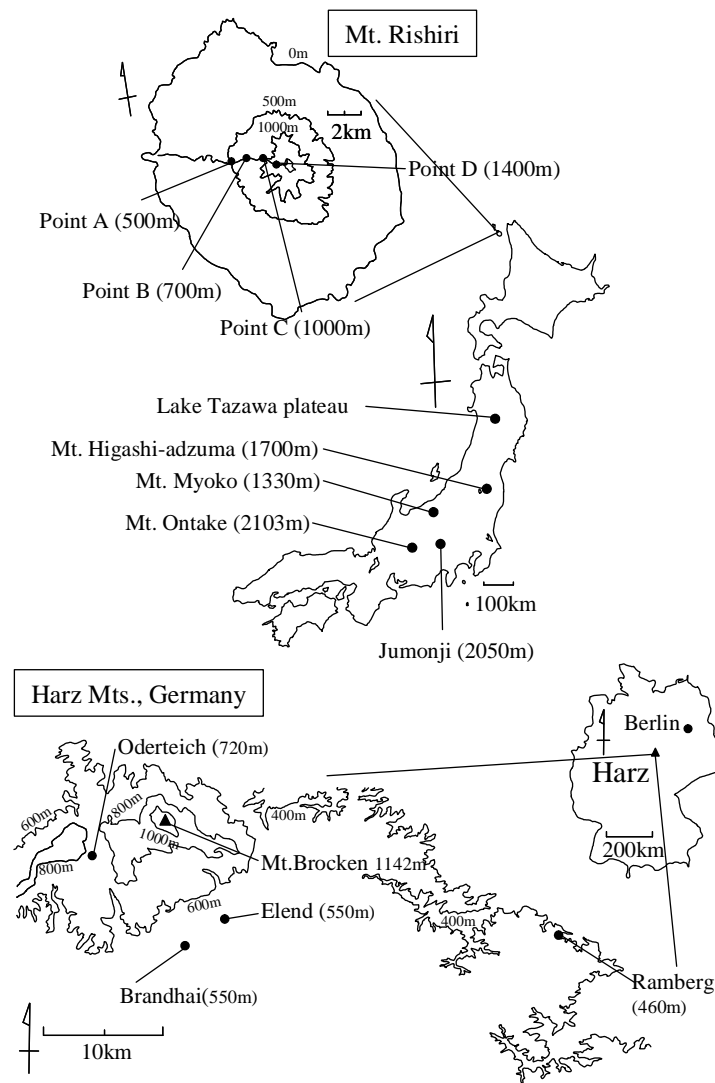 Mt. Rishiri
0m
500m
1000m
2km
Point D (1400m)
Point A (500m)
Point B (700m)
Point C (1000m)
Lake Tazawa plateau
Mt. Higashi-adzuma (1700m)
Mt. Myoko (1330m)
Mt. Ontake (2103m)
100km
Jumonji (2050m)
Harz Mts., Germany
Berlin
Oderteich (720m)
Harz
600m
800m
400m
1000m
200km
800m
Mt.Brocken 1142m
600m
Elend (550m)
400m
Brandhai(550m)
Ramberg
(460m)
10km